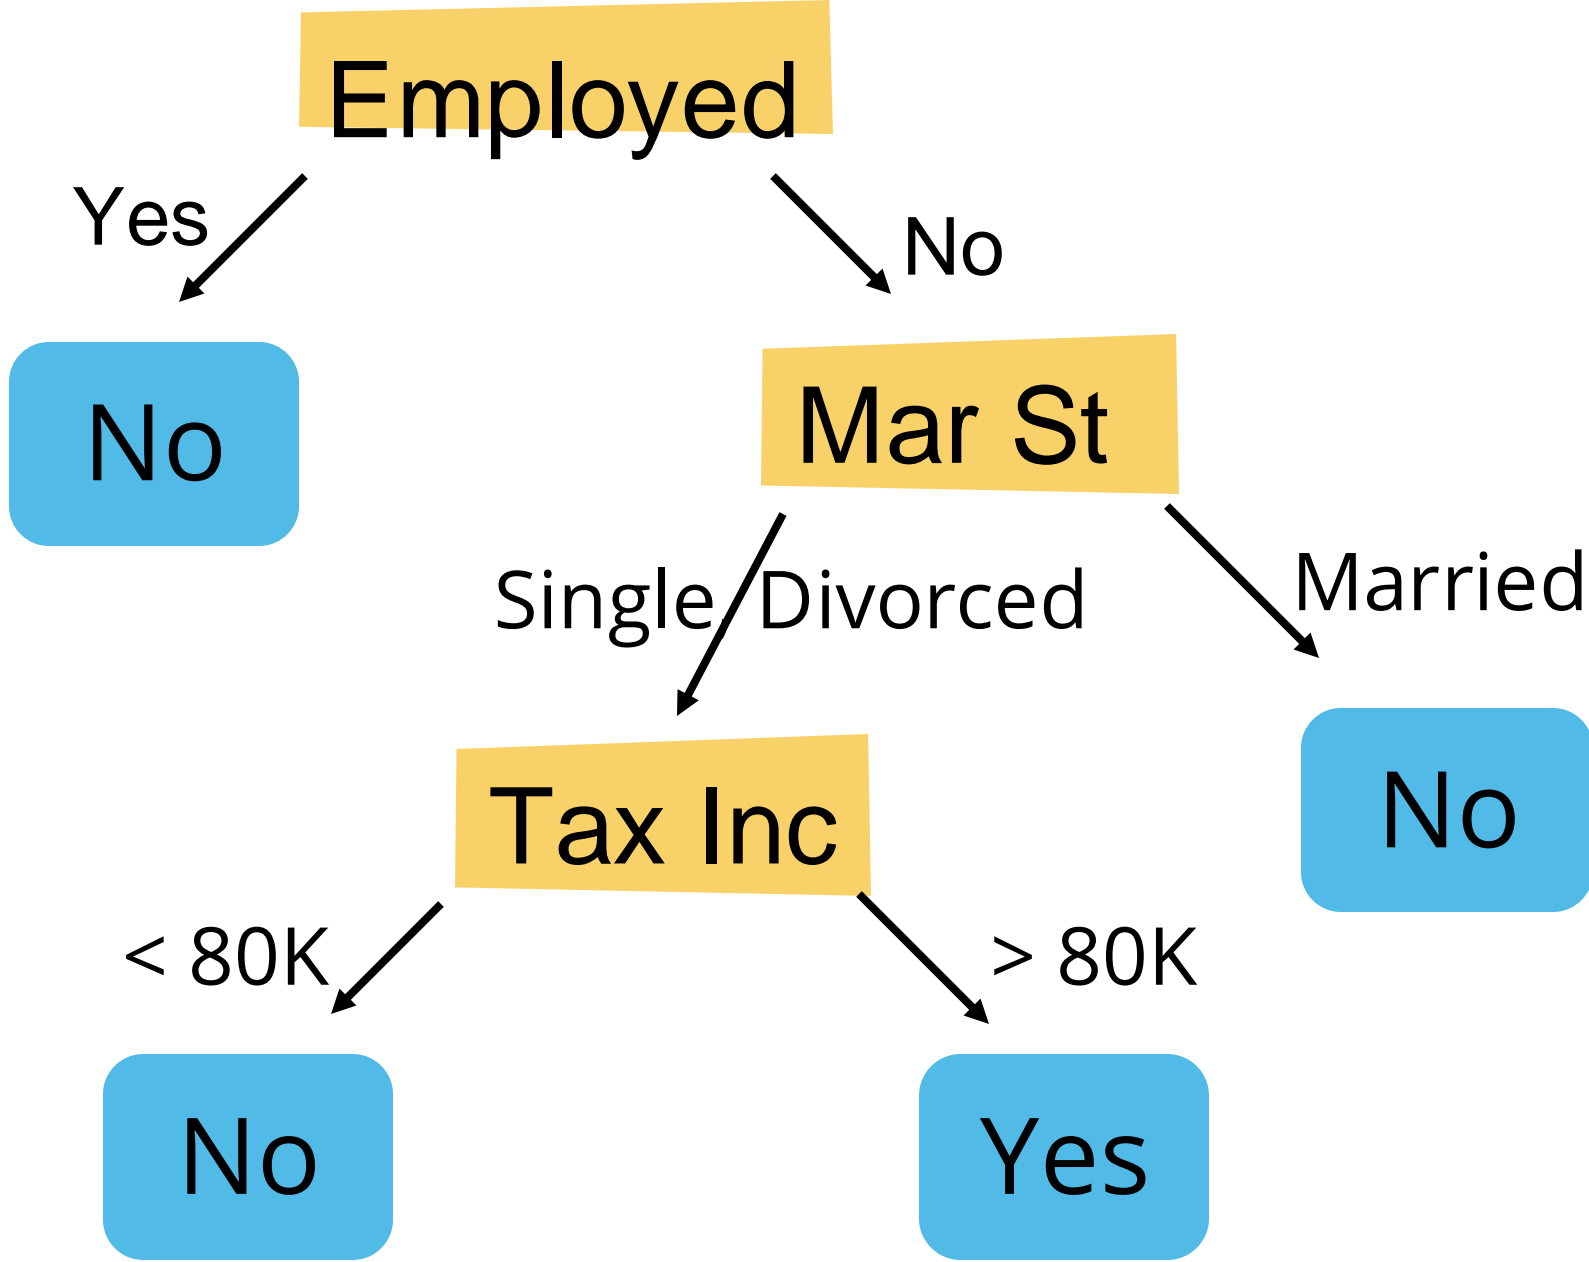 Employed
Yes
No
No
Mar St
Single, Divorced
Married
Tax Inc
No
< 80K
> 80K
No
Yes